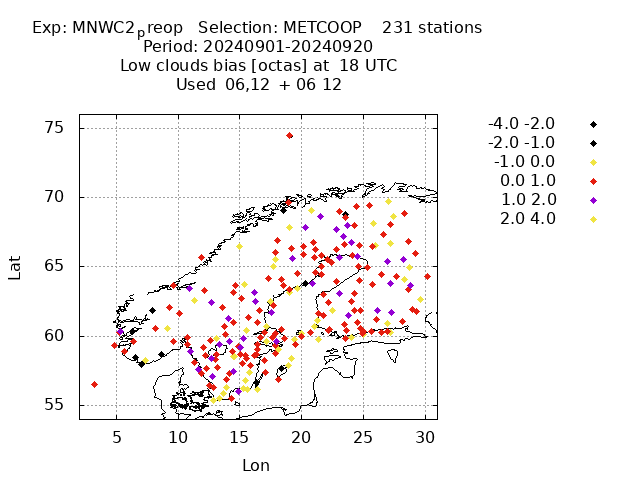 Exp: MNWC2preop Selection: METCOOP 231 stations
Period: 20240901-20240920
Low clouds bias [octas] at 18 UTC
Used 06,12 + 06 12
-4.0 -2.0
-2.0 -1.0
-1.0 0.0
0.0 1.0
1.0 2.0
2.0 4.0
75
70
65
60
55
Lat
5 10 15 20 25 30
Lon